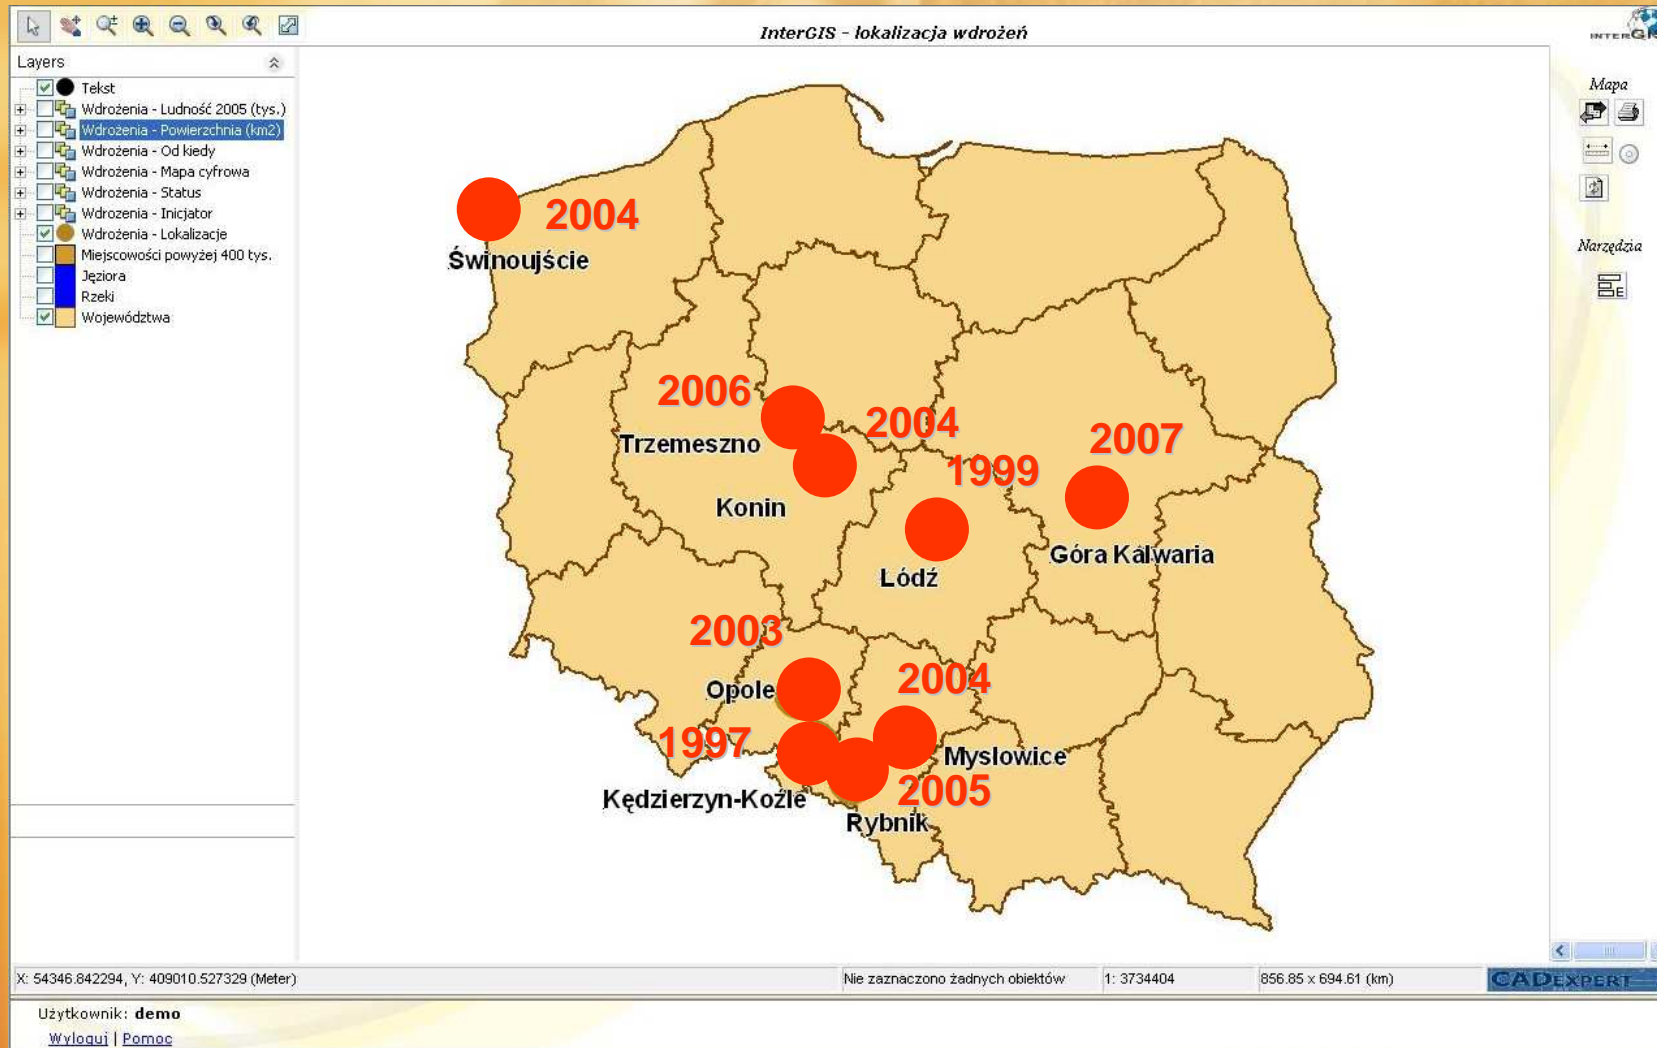 InterGIS - lokalizacja wdrożeń
Layers
Tekst
Wdrożenia - Ludność 2005 (tys.)
Wdrożenia - Powierzchnia (km2)
Wdrożenia - Od kiedy
Wdrożenia - Mapa cyfrowa
Wdrożenia - Status
Wdrozenia - Inicjator
Wdrożenia - Lokalizacje
Miejscowości powyżej 400 tys.
Jęziora
Rzeki
Województwa
2004
Świnoujście
2006
Trzemeszno
2004
Konin
1999
Łódź
2007
Góra Kalwaria
2003
Opole
2004
Mysłowice
1997
Kędzierzyn-Koźle
2005
Rybnik
Mapa
Narzędzia
E
X: 54346.842294, Y: 409010.527329 (Meter)
Nie zaznaczono żadnych obiektów
1: 3734404
856.85 x 694.61 (km)
CADEXPERT
Użytkownik: demo
Wyloguj | Pomoc